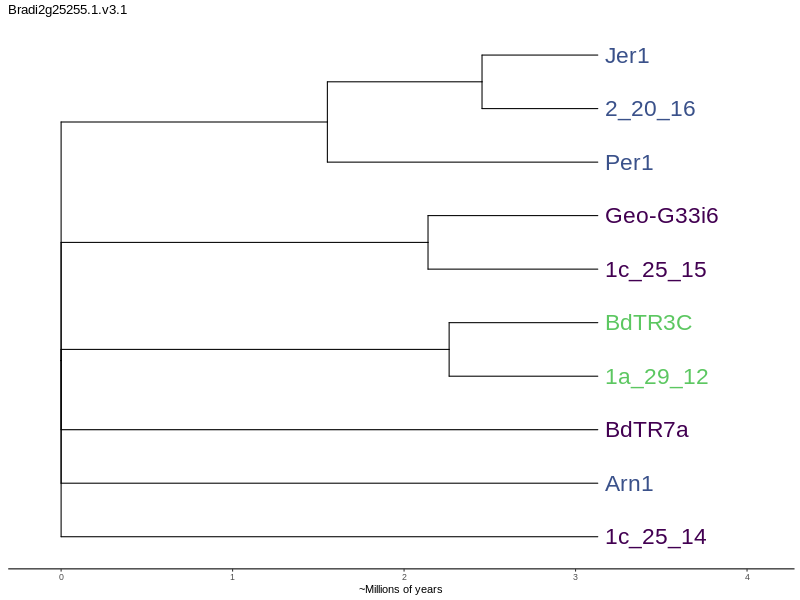 Bradi2g25255.1.v3.1
Jer1
2_20_16
Per1
Geo-G33i6
1c_25_15
BdTR3C
1a_29_12
BdTR7a
Arn1
1c_25_14
0 1 2 3 4
~Millions of years